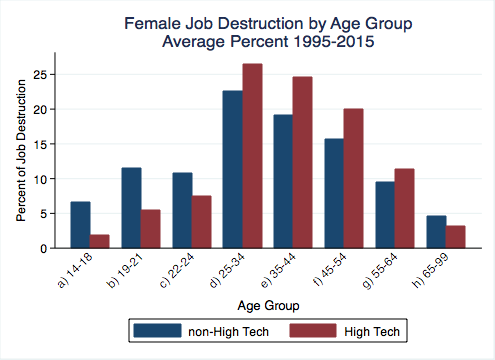 Female Job Destruction by Age Group
Average Percent 1995-2015
Percent of Job Destruction
25
20
15
10
5
0
a) 14-18
b) 19-21
c) 22-24
d) 25-34
e) 35-44
f) 45-54
g) 55-64
h) 65-99
Age Group
non-High Tech
High Tech